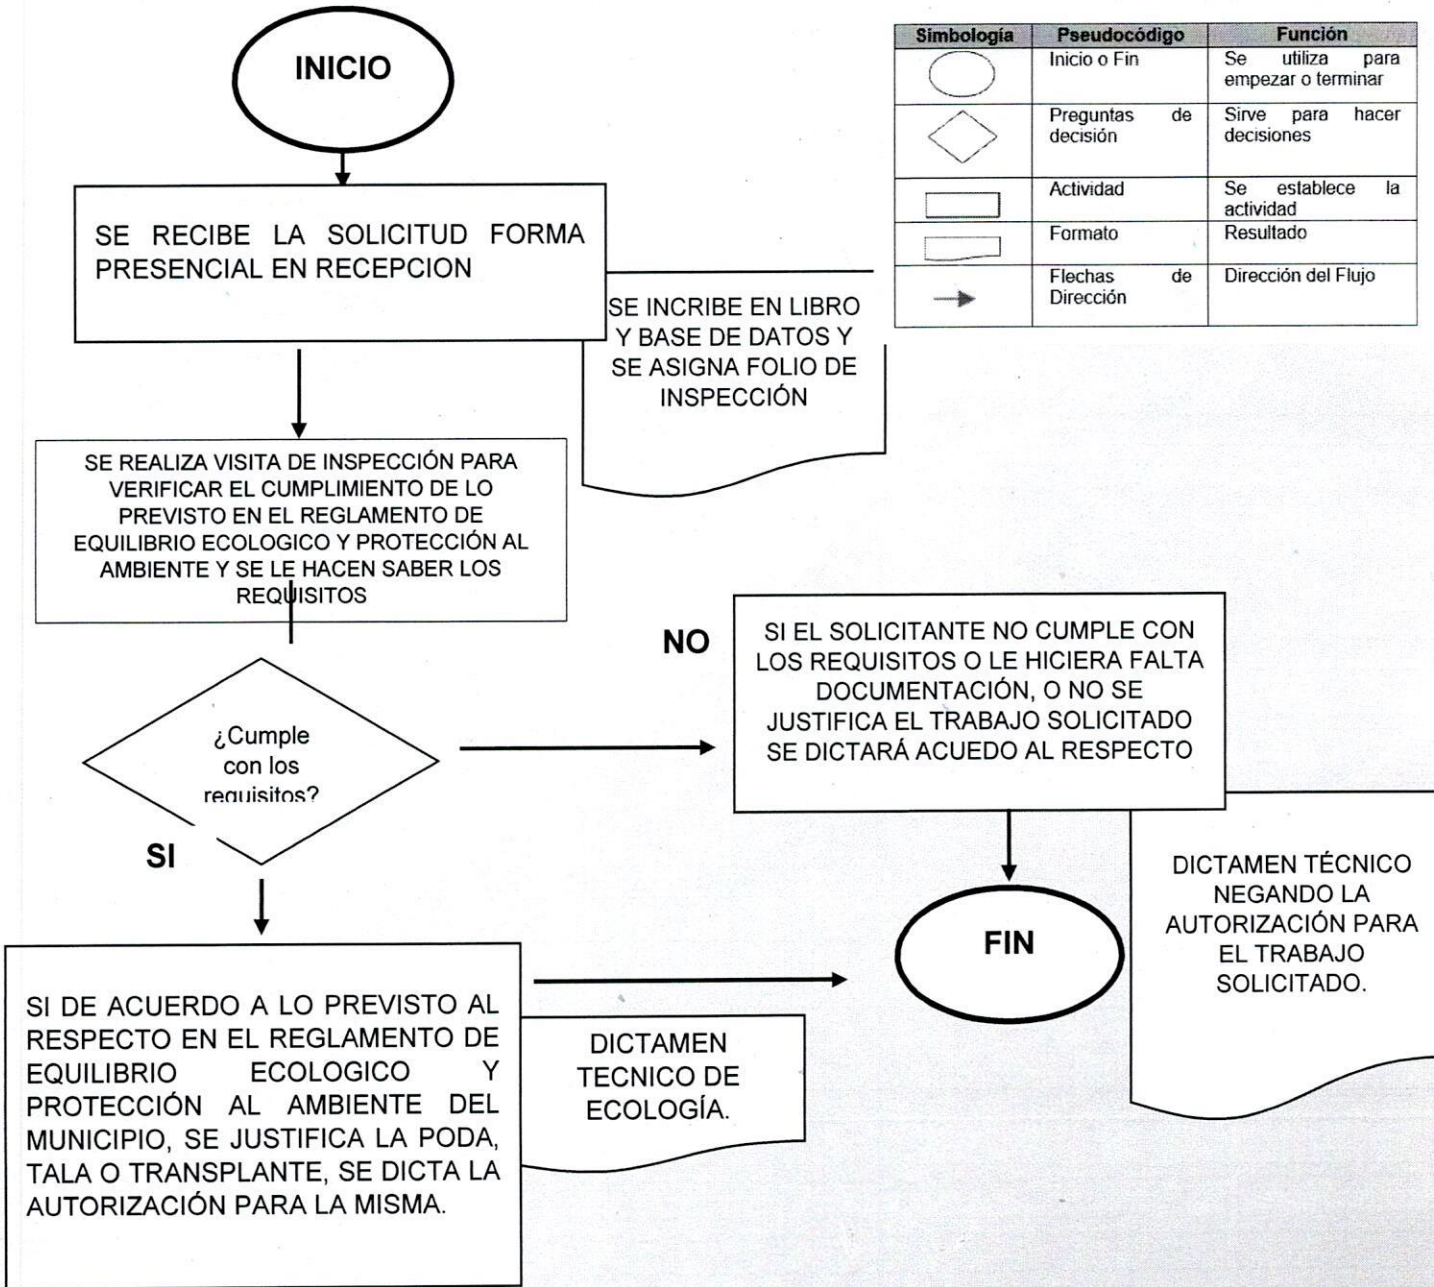 INICIO
Simbología Pseudocódigo Función
Inicio o Fin Se utiliza para
empezar o terminar
Preguntas de Sirve para hacer
decisión decisiones
Actividad Se establece la
actividad
Formato Resultado
Flechas de Dirección del Flujo
Dirección
SE RECIBE LA SOLICITUD FORMA
PRESENCIAL EN RECEPCION
SE INCRIBE EN LIBRO
Y BASE DE DATOS Y
SE ASIGNA FOLIO DE
INSPECCIÓN
SE REALIZA VISITA DE INSPECCIÓN PARA
VERIFICAR EL CUMPLIMIENTO DE LO
PREVISTO EN EL REGLAMENTO DE
EQUILIBRIO ECOLOGICO Y PROTECCIÓN AL
AMBIENTE Y SE LE HACEN SABER LOS
REQUISITOS
¿Cumple
con los
requisitos?
NO
SI EL SOLICITANTE NO CUMPLE CON
LOS REQUISITOS O LE HICIERA FALTA
DOCUMENTACIÓN, O NO SE
JUSTIFICA EL TRABAJO SOLICITADO
SE DICTARÁ ACUEDO AL RESPECTO
SI
DICTAMEN TÉCNICO
NEGANDO LA
AUTORIZACIÓN PARA
EL TRABAJO
SOLICITADO.
FIN
SI DE ACUERDO A LO PREVISTO AL
RESPECTO EN EL REGLAMENTO DE
EQUILIBRIO ECOLOGICO Y
PROTECCIÓN AL AMBIENTE DEL
MUNICIPIO, SE JUSTIFICA LA PODA,
TALA O TRANSPLANTE, SE DICTA LA
AUTORIZACIÓN PARA LA MISMA.
DICTAMEN
TECNICO DE
ECOLOGÍA.